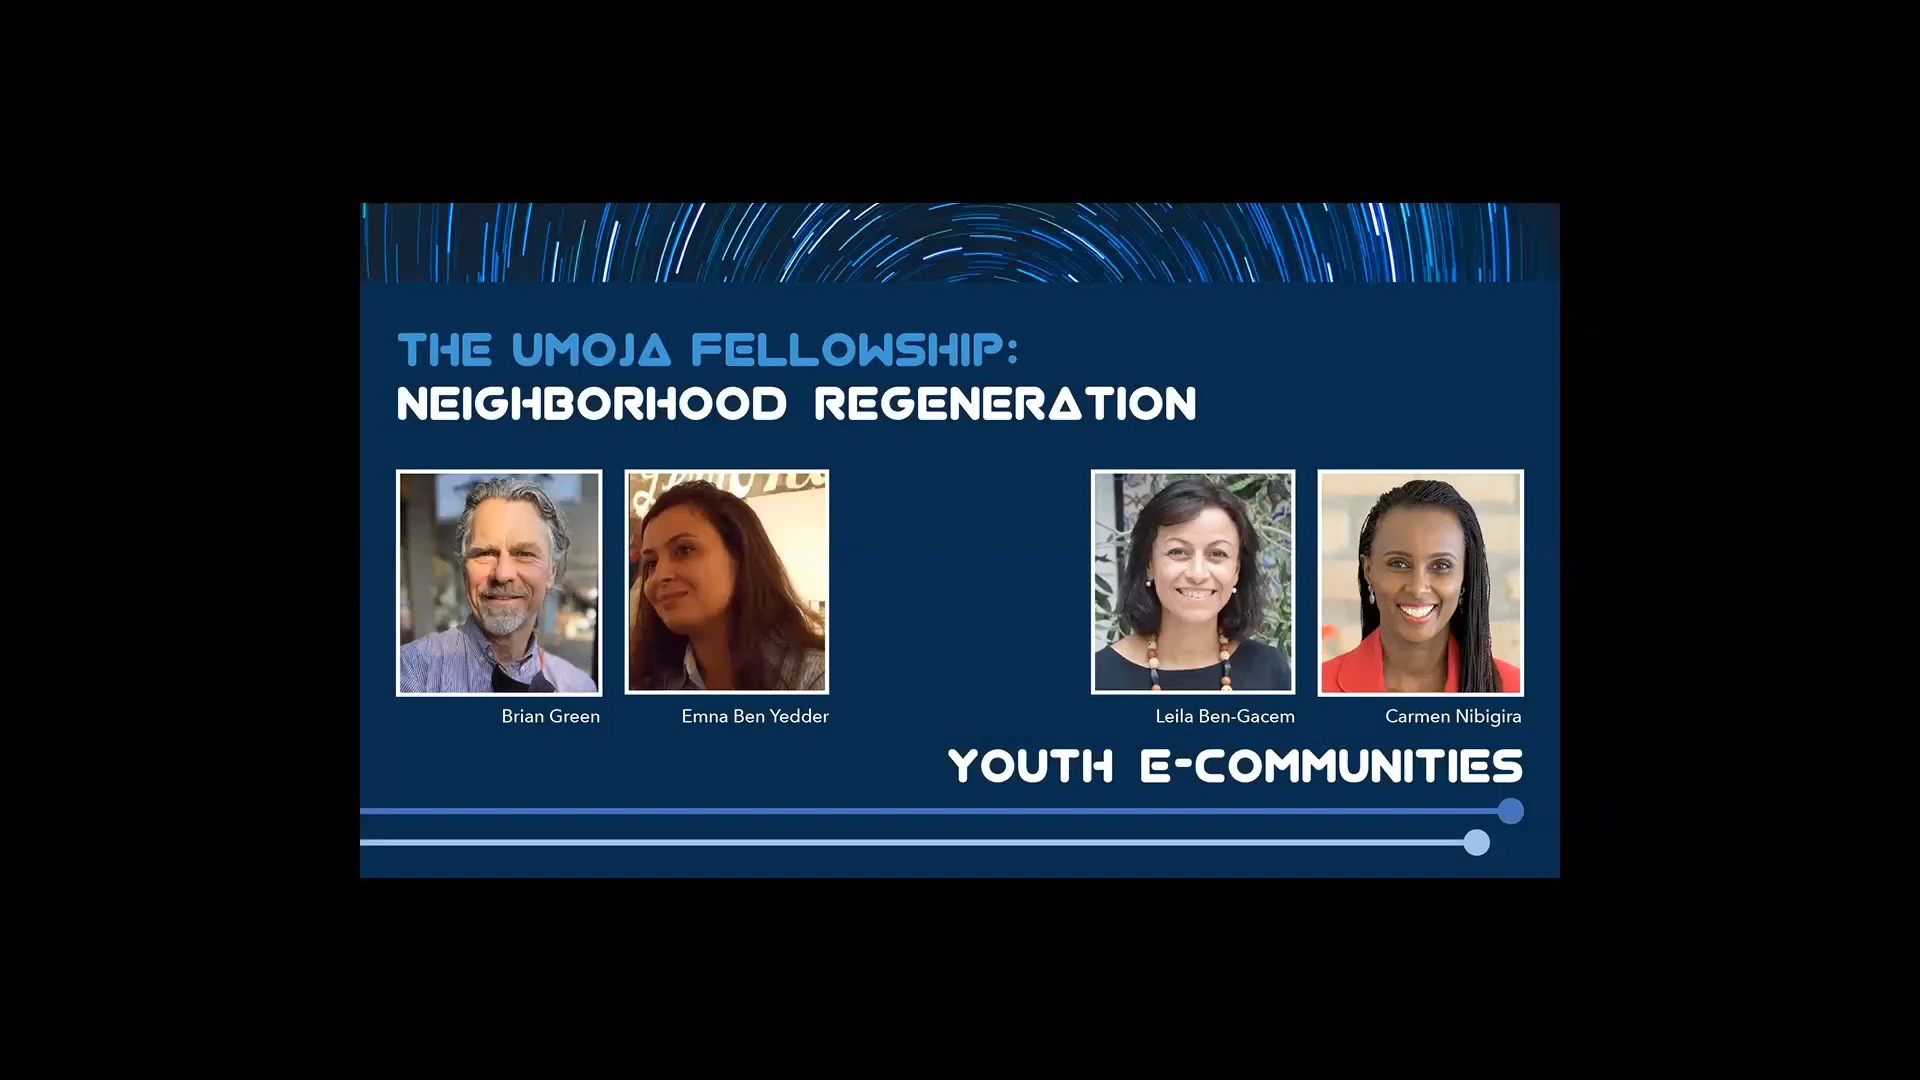 THE UMOJA FELLOWSHIP:
NEIGHBORHOOD REGENERATION
Brian Green
Emna Ben Yedder
Leila Ben-Gacem
Carmen Nibigira
YOUTH E-COMMUNITIES